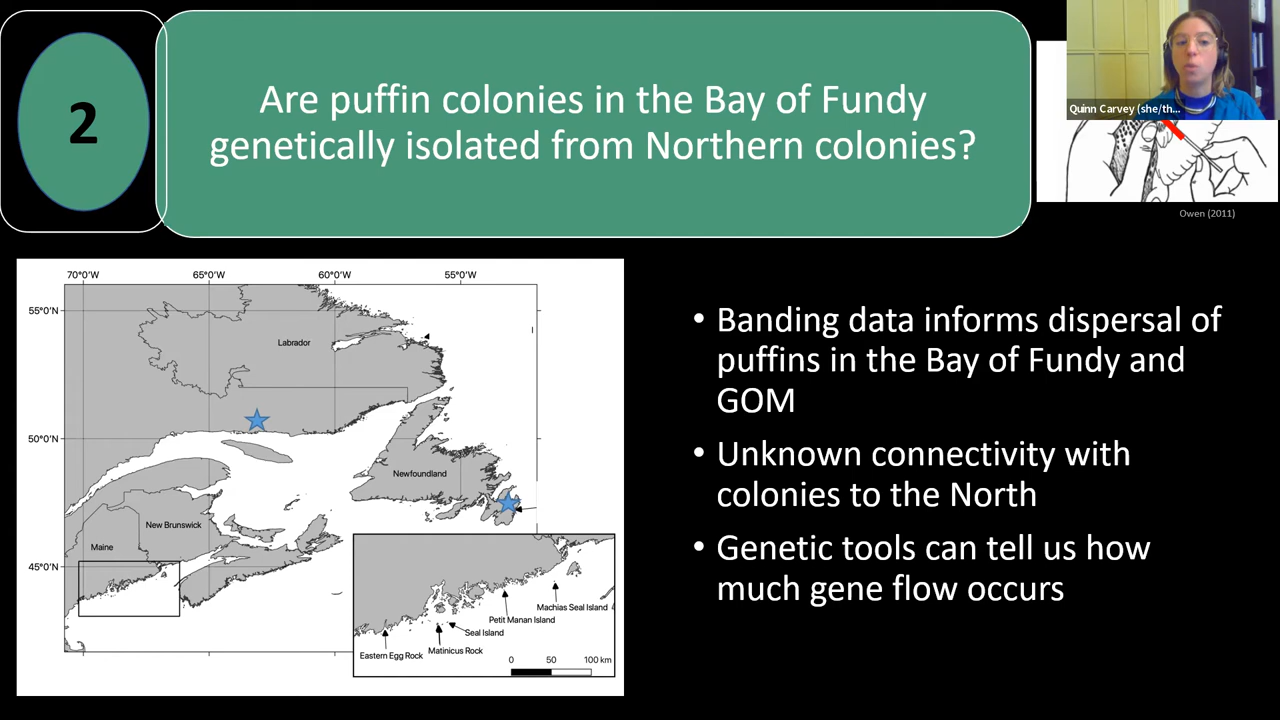 2
Are puffin colonies in the Bay of Fundy
genetically isolated from Northern colonies?
Quinn Carvey (she/th...
Owen (2011)
70°0'W 65°0'W 60°0'W 55°0'W
55°0'N
Labrador
50°0'N
Newfoundland
New Brunswick
Maine
45°0'N
Machias Seal Island
Petit Manan Island
Seal Island
Matinicus Rock
Eastern Egg Rock
0 50 100 km
• Banding data informs dispersal of
puffins in the Bay of Fundy and
GOM
• Unknown connectivity with
colonies to the North
• Genetic tools can tell us how
much gene flow occurs